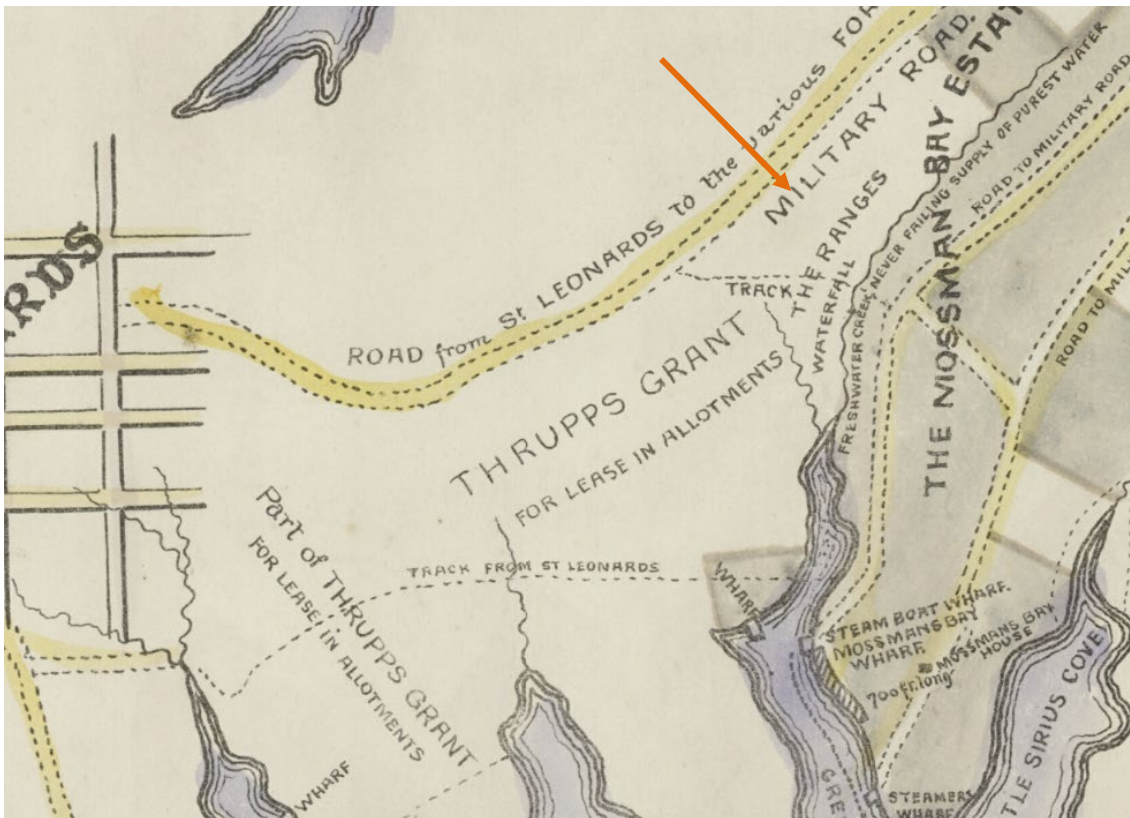 ROAD from St LEONARDS to the various FOR
MILITARY ROAD.
THE MOSSMAN BAY ESTAT
FRESHWATER CREEK, NEVER FAILING SUPPLY OF PUREST WATER
ROAD TO MILITARY ROAD
ROAD TO MIL
ARDS
THE RANGES
WATERFALL
TRACK
THRUPPS GRANT
FOR LEASE IN ALLOTMENTS
Part of THRUPPS GRANT
FOR LEASE IN ALLOTMENTS
TRACK FROM ST LEONARDS
WHARF
STEAM BOAT WHARF.
MOSSMANS BAY
WHARF.
700 ft. long
MOSSMANS BAY
HOUSE
TLE SIRIUS COVE
WHARF
GRE
STEAMERS
WHARF